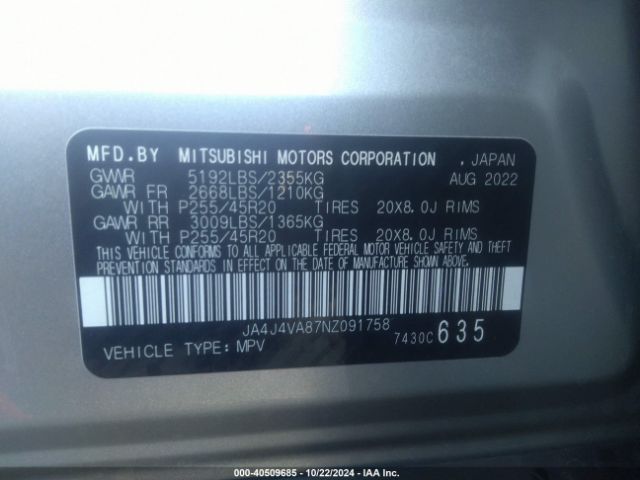 MFD.BY MITSUBISHI MOTORS CORPORATION . JAPAN
GVWR 5192LBS/2355KG AUG 2022
GAWR FR 2668LBS/1210KG
WITH P255/45R20 TIRES 20X8.0J RIMS
GAWR RR 3009LBS/1365KG
WITH P255/45R20 TIRES 20X8.0J RIMS
THIS VEHICLE CONFORMS TO ALL APPLICABLE FEDERAL MOTOR VEHICLE SAFETY AND THEFT
PREVENTION STANDARDS IN EFFECT ON THE DATE OF MANUFACTURE SHOWN ABOVE.
JA4J4VA87NZ091758
VEHICLE TYPE:MPV 7430C 635
000-40509685 - 10/22/2024 - IAA Inc.